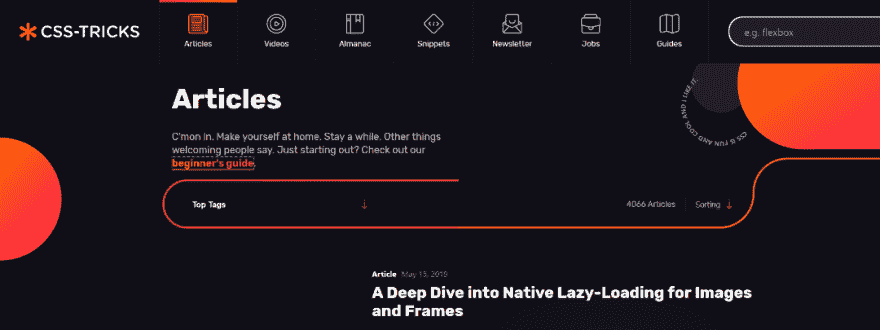 CSS-TRICKS
Articles
Videos
Almanac
Snippets
Newsletter
Jobs
Guides
e.g. flexbox
Articles
CSS IS FUN AND COOL AND I LIKE IT.
C'mon in. Make yourself at home. Stay a while. Other things
welcoming people say. Just starting out? Check out our
beginner's guide.
Top Tags ↓
4066 Articles
Sorting ↓
Article May 15, 2019
A Deep Dive into Native Lazy-Loading for Images
and Frames